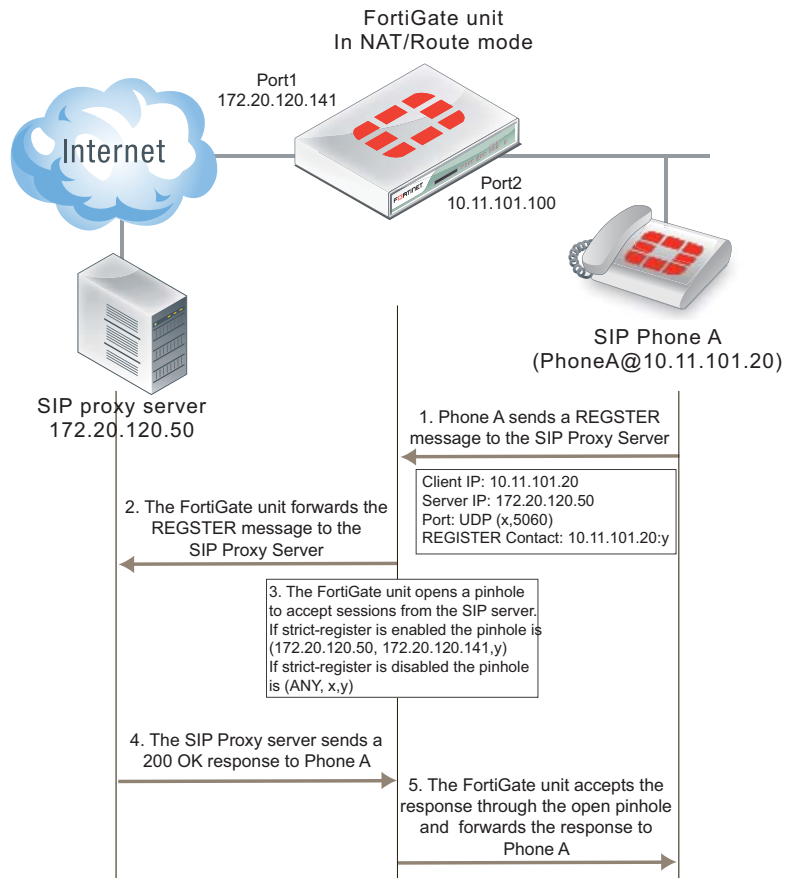 FortiGate unit
In NAT/Route mode
Port1
172.20.120.141
Internet
FORTINET
Port2
10.11.101.100
SIP Phone A
(PhoneA@10.11.101.20)
SIP proxy server
172.20.120.50
1. Phone A sends a REGSTER
message to the SIP Proxy Server
Client IP: 10.11.101.20
Server IP: 172.20.120.50
Port: UDP (x,5060)
REGISTER Contact: 10.11.101.20:y
2. The FortiGate unit forwards the
REGSTER message to the
SIP Proxy Server
3. The FortiGate unit opens a pinhole
to accept sessions from the SIP server.
If strict-register is enabled the pinhole is
(172.20.120.50, 172.20.120.141,y)
If strict-register is disabled the pinhole
is (ANY, x,y)
4. The SIP Proxy server sends a
200 OK response to Phone A
5. The FortiGate unit accepts the
response through the open pinhole
and forwards the response to
Phone A